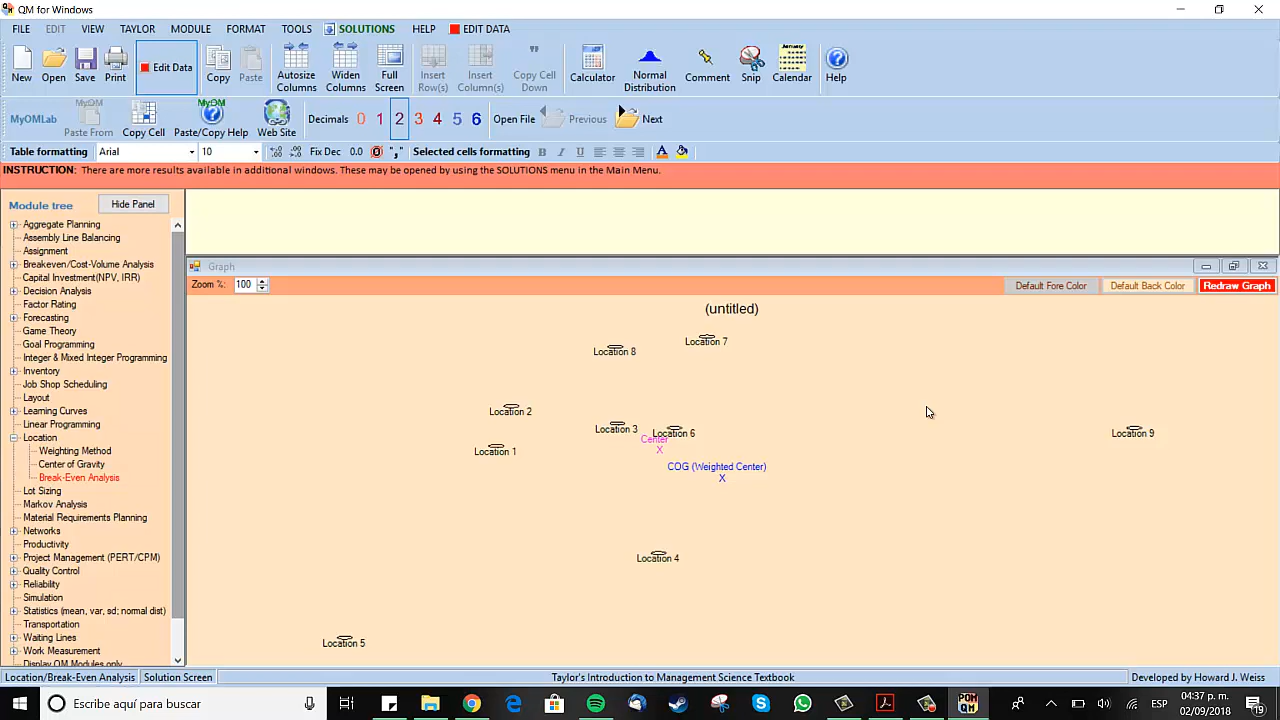 QM for Windows
FILE EDIT VIEW TAYLOR MODULE FORMAT TOOLS SOLUTIONS HELP EDIT DATA
New Open Save Print Edit Data Copy Paste Autosize Columns Widen Columns Full Screen Insert Row(s) Insert Column(s) Copy Cell Down Calculator Normal Distribution Comment Snip January Calendar Help
MyOMLab MyOM Paste From Copy Cell MyOM Paste/Copy Help Web Site Decimals 0 1 2 3 4 5 6 Open File Previous Next
Table formatting Arial 10 Fix Dec 0.0 0 "," Selected cells formatting B I U A
INSTRUCTION: There are more results available in additional windows. These may be opened by using the SOLUTIONS menu in the Main Menu.
Module tree Hide Panel
Aggregate Planning
Assembly Line Balancing
Assignment
Breakeven/Cost-Volume Analysis
Capital Investment(NPV, IRR)
Decision Analysis
Factor Rating
Forecasting
Game Theory
Goal Programming
Integer & Mixed Integer Programming
Inventory
Job Shop Scheduling
Layout
Learning Curves
Linear Programming
Location
Weighting Method
Center of Gravity
Break-Even Analysis
Lot Sizing
Markov Analysis
Material Requirements Planning
Networks
Productivity
Project Management (PERT/CPM)
Quality Control
Reliability
Simulation
Statistics (mean, var, sd; normal dist)
Transportation
Waiting Lines
Work Measurement
Display QM Modules only
Graph
Zoom %: 100 Default Fore Color Default Back Color Redraw Graph
(untitled)
Location 7
Location 8
Location 2
Location 3
Location 6
Location 9
Center
X
Location 1
COG (Weighted Center)
X
Location 4
Location 5
Location/Break-Even Analysis Solution Screen Taylor's Introduction to Management Science Textbook Developed by Howard J. Weiss
Escribe aquí para buscar ESP 04:37 p. m.
02/09/2018